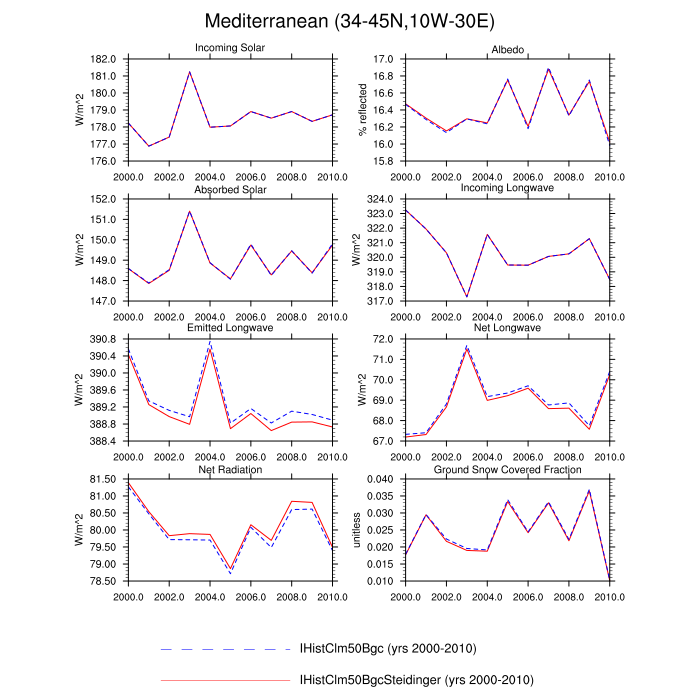 Mediterranean (34-45N,10W-30E)
Incoming Solar
W/m^2
182.0
181.0
180.0
179.0
178.0
177.0
176.0
2000.0 2002.0 2004.0 2006.0 2008.0 2010.0
Albedo
% reflected
17.0
16.8
16.6
16.4
16.2
16.0
15.8
2000.0 2002.0 2004.0 2006.0 2008.0 2010.0
Absorbed Solar
W/m^2
152.0
151.0
150.0
149.0
148.0
147.0
2000.0 2002.0 2004.0 2006.0 2008.0 2010.0
Incoming Longwave
W/m^2
324.0
323.0
322.0
321.0
320.0
319.0
318.0
317.0
2000.0 2002.0 2004.0 2006.0 2008.0 2010.0
Emitted Longwave
W/m^2
390.8
390.4
390.0
389.6
389.2
388.8
388.4
2000.0 2002.0 2004.0 2006.0 2008.0 2010.0
Net Longwave
W/m^2
72.0
71.0
70.0
69.0
68.0
67.0
2000.0 2002.0 2004.0 2006.0 2008.0 2010.0
Net Radiation
W/m^2
81.50
81.00
80.50
80.00
79.50
79.00
78.50
2000.0 2002.0 2004.0 2006.0 2008.0 2010.0
Ground Snow Covered Fraction
unitless
0.040
0.035
0.030
0.025
0.020
0.015
0.010
2000.0 2002.0 2004.0 2006.0 2008.0 2010.0
IHistClm50Bgc (yrs 2000-2010)
IHistClm50BgcSteidinger (yrs 2000-2010)